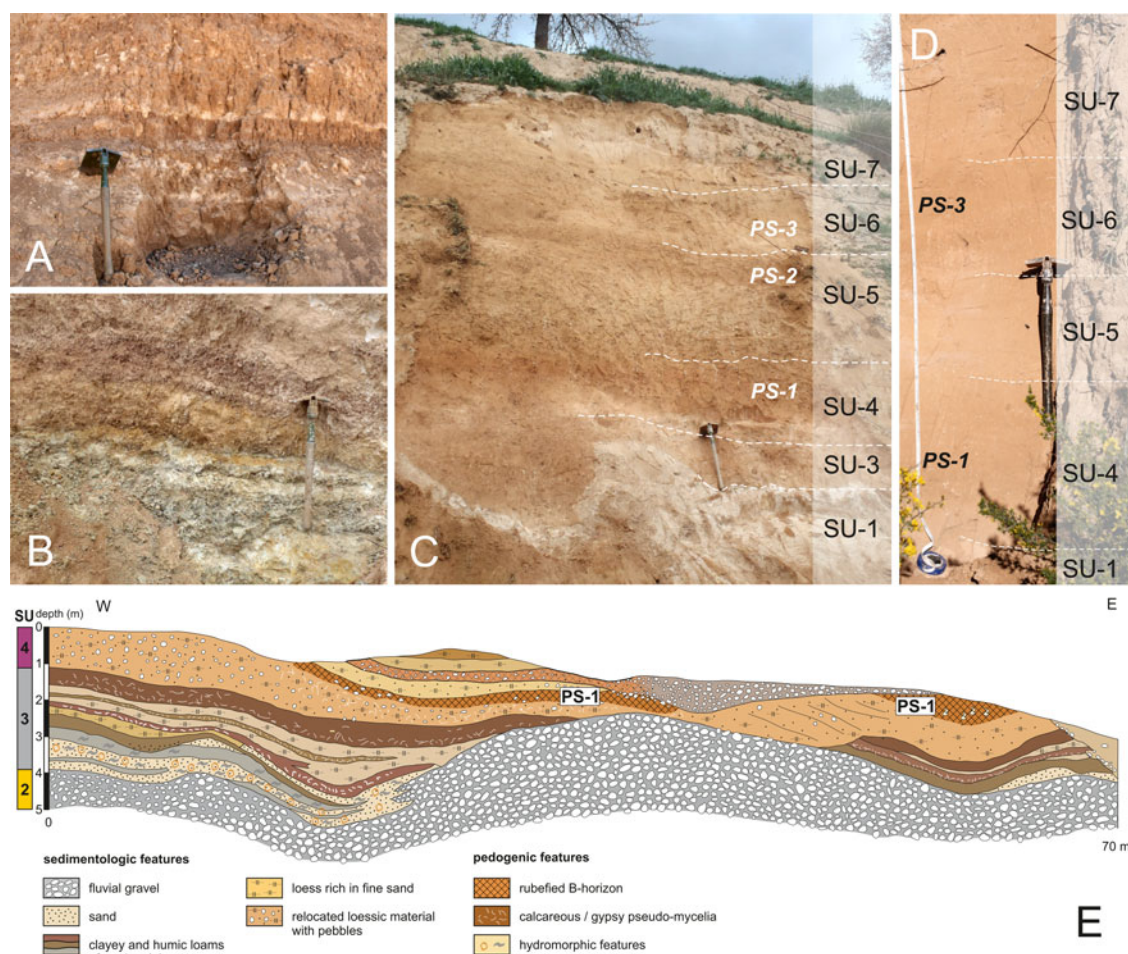 A
B
C
SU-7
PS-3
SU-6
PS-2
SU-5
PS-1
SU-4
SU-3
SU-1
D
SU-7
PS-3
SU-6
SU-5
PS-1
SU-4
SU-1
SU depth (m) W E
0
4
1
PS-1 PS-1
2
3
3
4
2
5
0
70 m
sedimentologic features
fluvial gravel
sand
clayey and humic loams
loess rich in fine sand
relocated loessic material
with pebbles
pedogenic features
rubefied B-horizon
calcareous / gypsy pseudo-mycelia
hydromorphic features
E